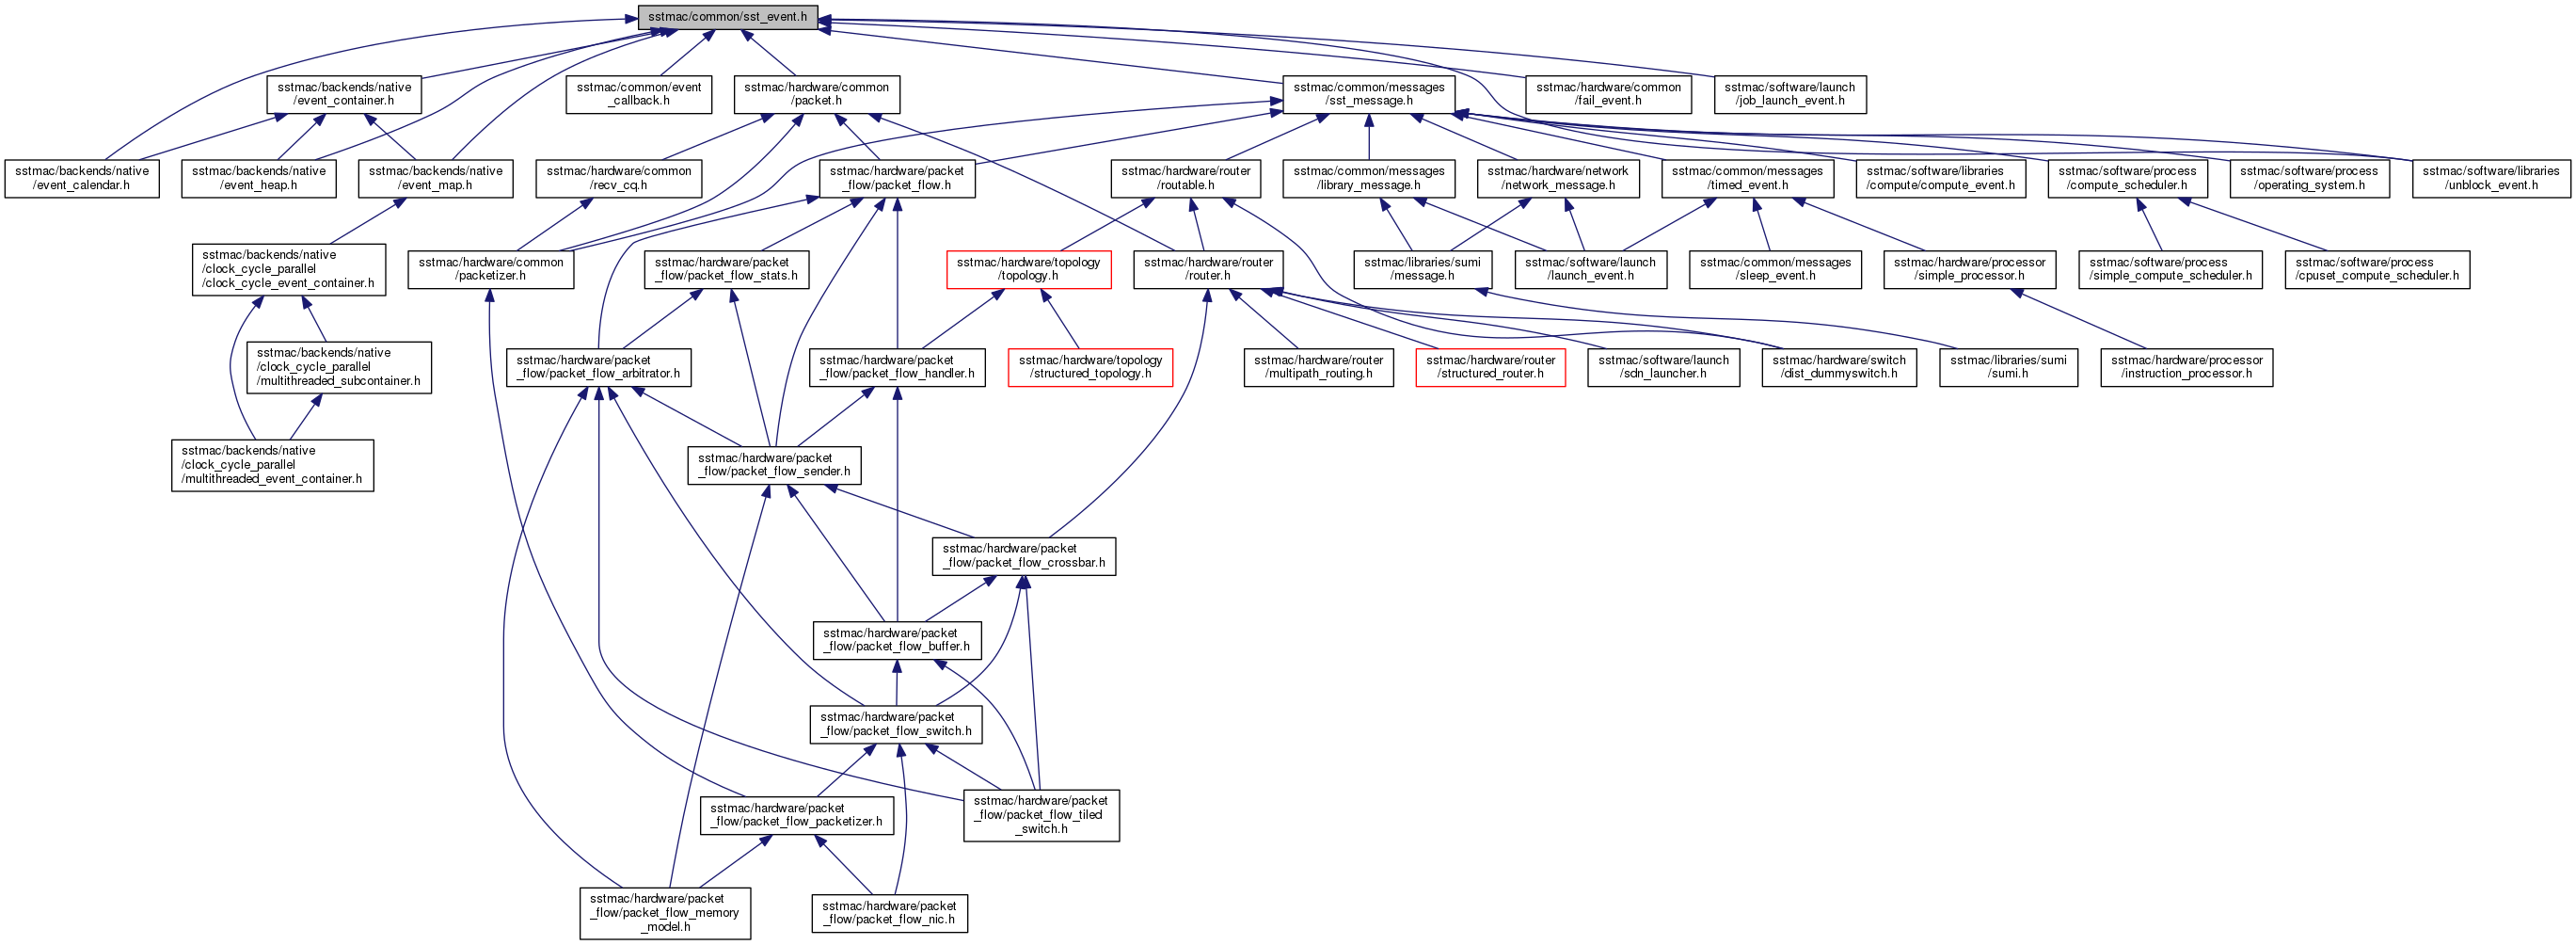 sstmac/common/sst_event.h
sstmac/backends/native
/event_container.h
sstmac/common/event
_callback.h
sstmac/hardware/common
/packet.h
sstmac/common/messages
/sst_message.h
sstmac/hardware/common
/fail_event.h
sstmac/software/launch
/job_launch_event.h
sstmac/backends/native
/event_calendar.h
sstmac/backends/native
/event_heap.h
sstmac/backends/native
/event_map.h
sstmac/hardware/common
/recv_cq.h
sstmac/hardware/packet
_flow/packet_flow.h
sstmac/hardware/router
/routable.h
sstmac/common/messages
/library_message.h
sstmac/hardware/network
/network_message.h
sstmac/common/messages
/timed_event.h
sstmac/software/libraries
/compute/compute_event.h
sstmac/software/process
/compute_scheduler.h
sstmac/software/process
/operating_system.h
sstmac/software/libraries
/unblock_event.h
sstmac/backends/native
/clock_cycle_parallel
/clock_cycle_event_container.h
sstmac/hardware/common
/packetizer.h
sstmac/hardware/packet
_flow/packet_flow_stats.h
sstmac/hardware/topology
/topology.h
sstmac/hardware/router
/router.h
sstmac/libraries/sumi
/message.h
sstmac/software/launch
/launch_event.h
sstmac/common/messages
/sleep_event.h
sstmac/hardware/processor
/simple_processor.h
sstmac/software/process
/simple_compute_scheduler.h
sstmac/software/process
/cpuset_compute_scheduler.h
sstmac/backends/native
/clock_cycle_parallel
/multithreaded_subcontainer.h
sstmac/hardware/packet
_flow/packet_flow_arbitrator.h
sstmac/hardware/packet
_flow/packet_flow_handler.h
sstmac/hardware/topology
/structured_topology.h
sstmac/hardware/router
/multipath_routing.h
sstmac/hardware/router
/structured_router.h
sstmac/software/launch
/sdn_launcher.h
sstmac/hardware/switch
/dist_dummyswitch.h
sstmac/libraries/sumi
/sumi.h
sstmac/hardware/processor
/instruction_processor.h
sstmac/backends/native
/clock_cycle_parallel
/multithreaded_event_container.h
sstmac/hardware/packet
_flow/packet_flow_sender.h
sstmac/hardware/packet
_flow/packet_flow_crossbar.h
sstmac/hardware/packet
_flow/packet_flow_buffer.h
sstmac/hardware/packet
_flow/packet_flow_switch.h
sstmac/hardware/packet
_flow/packet_flow_packetizer.h
sstmac/hardware/packet
_flow/packet_flow_tiled
_switch.h
sstmac/hardware/packet
_flow/packet_flow_memory
_model.h
sstmac/hardware/packet
_flow/packet_flow_nic.h